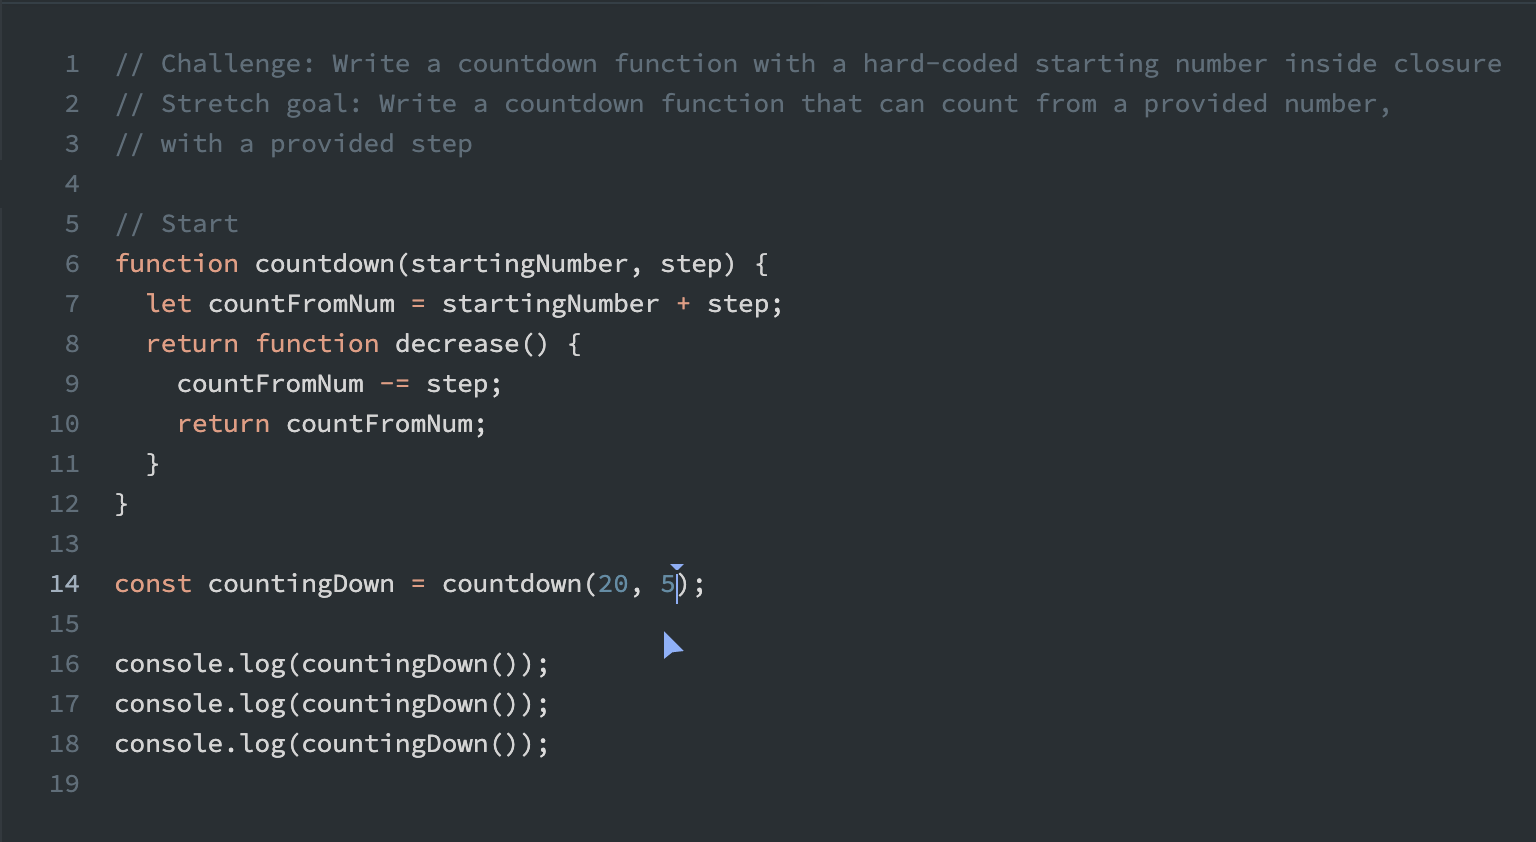 1 // Challenge: Write a countdown function with a hard-coded starting number inside closure
2 // Stretch goal: Write a countdown function that can count from a provided number,
3 // with a provided step
4
5 // Start
6 function countdown(startingNumber, step) {
7   let countFromNum = startingNumber + step;
8   return function decrease() {
9     countFromNum -= step;
10     return countFromNum;
11   }
12 }
13
14 const countingDown = countdown(20, 5);
15
16 console.log(countingDown());
17 console.log(countingDown());
18 console.log(countingDown());
19